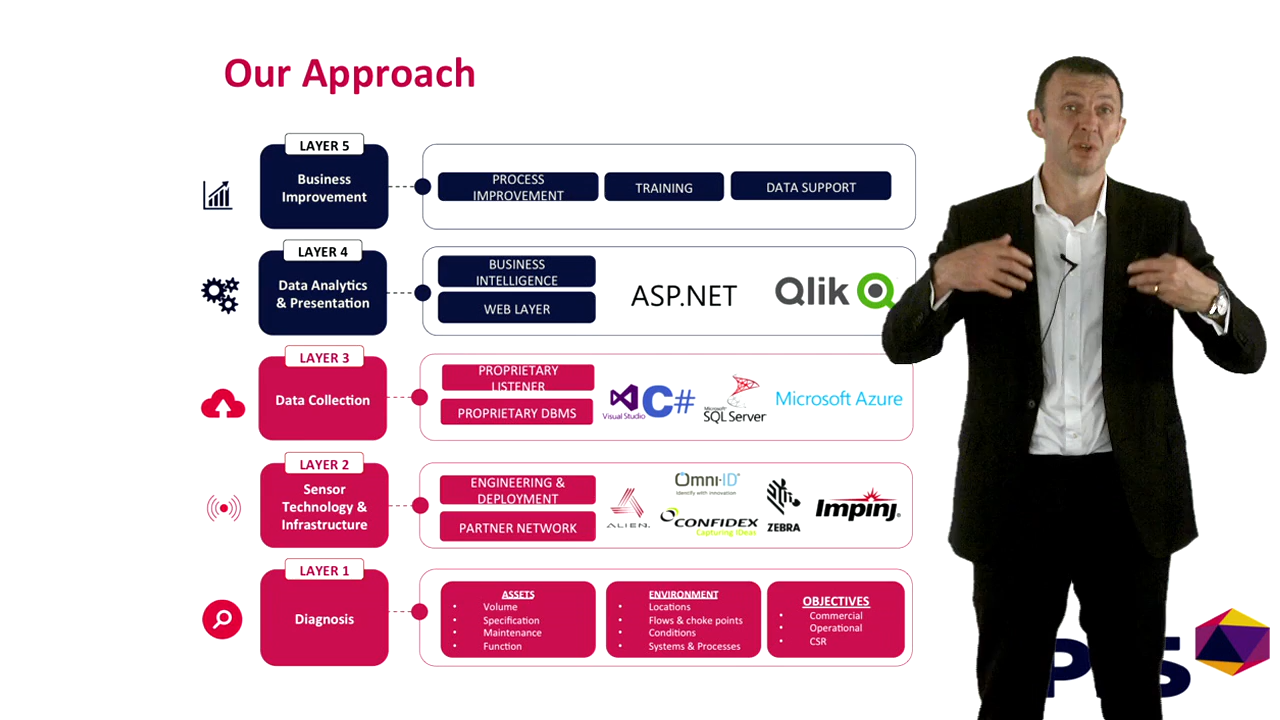 Our Approach
LAYER 5
Business
Improvement
PROCESS
IMPROVEMENT
TRAINING
DATA SUPPORT
LAYER 4
Data Analytics
& Presentation
BUSINESS
INTELLIGENCE
WEB LAYER
ASP.NET
Qlik
LAYER 3
Data Collection
PROPRIETARY
LISTENER
PROPRIETARY DBMS
Visual Studio
C#
Microsoft
SQL Server
Microsoft Azure
LAYER 2
Sensor
Technology &
Infrastructure
ENGINEERING &
DEPLOYMENT
PARTNER NETWORK
ALIEN.
Omni-ID
Identify with Innovation
CONFIDEX
Capturing IDeas
ZEBRA
Impinj
LAYER 1
Diagnosis
ASSETS
• Volume
• Specification
• Maintenance
• Function
ENVIRONMENT
• Locations
• Flows & choke points
• Conditions
• Systems & Processes
OBJECTIVES
• Commercial
• Operational
• CSR